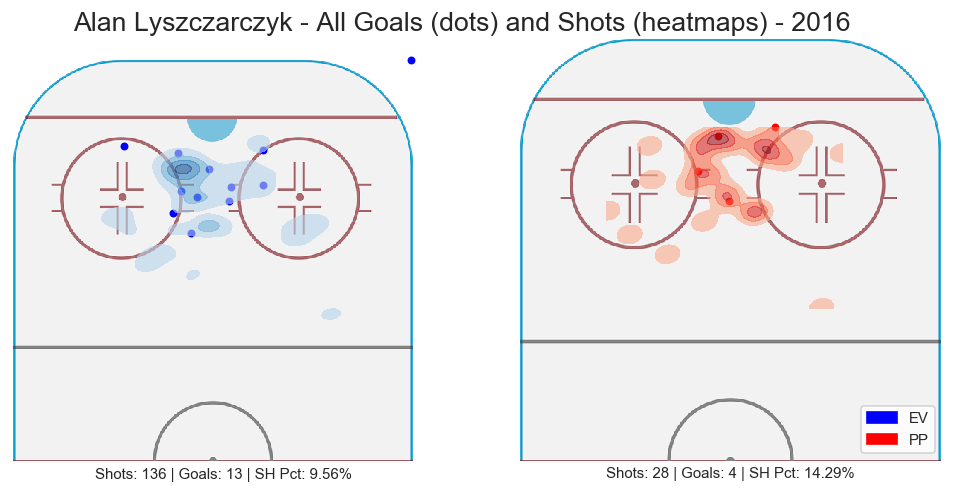 Alan Lyszczarczyk - All Goals (dots) and Shots (heatmaps) - 2016
EV
PP
Shots: 136 | Goals: 13 | SH Pct: 9.56%
Shots: 28 | Goals: 4 | SH Pct: 14.29%